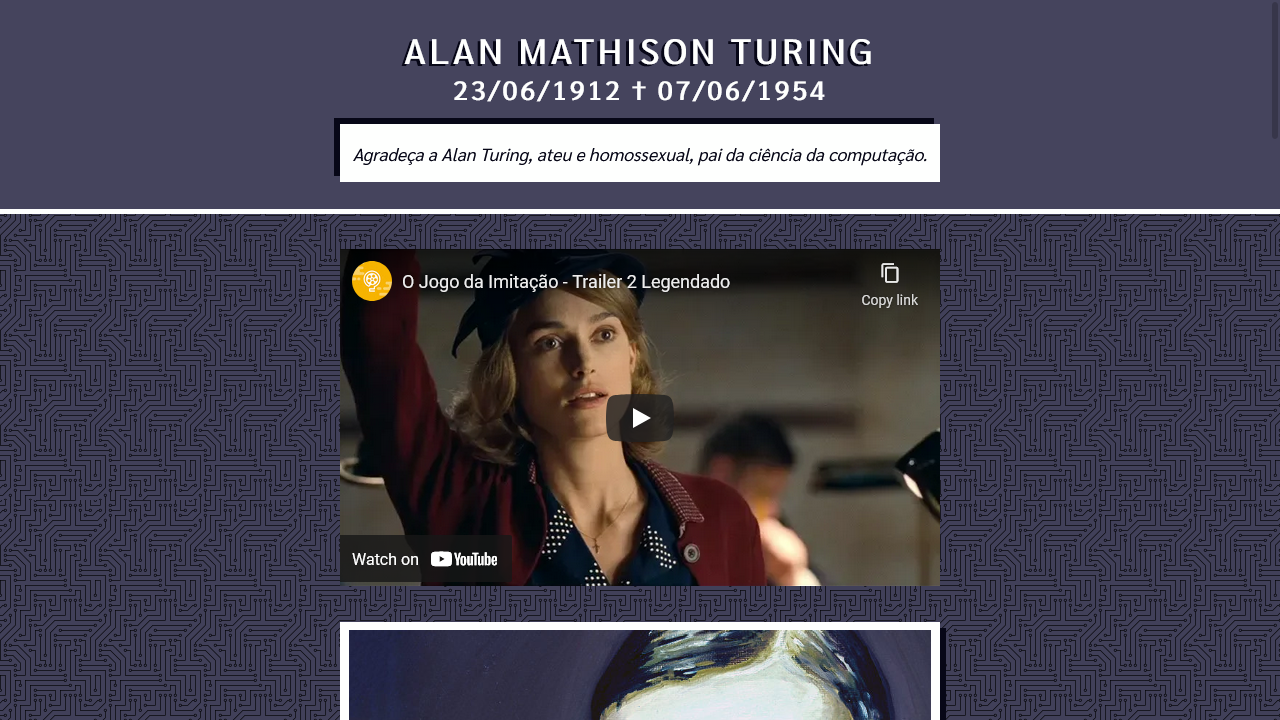 ALAN MATHISON TURING
23/06/1912 † 07/06/1954
Agradeça a Alan Turing, ateu e homossexual, pai da ciência da computação.
O Jogo da Imitação - Trailer 2 Legendado
Copy link
Watch on YouTube